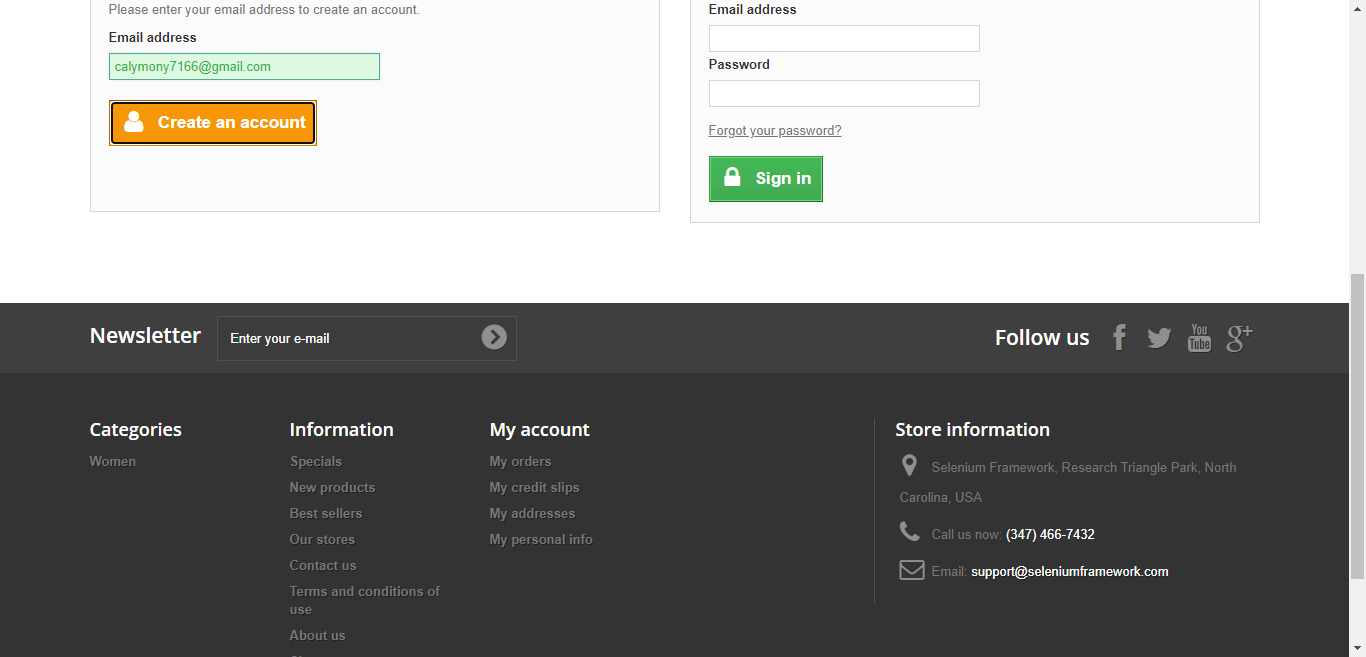 Please enter your email address to create an account.
Email address
calymony7166@gmail.com
Create an account
Email address
Password
Forgot your password?
Sign in
Newsletter
Enter your e-mail
Follow us
You
Tube
Categories
Women
Information
Specials
New products
Best sellers
Our stores
Contact us
Terms and conditions of
use
About us
My account
My orders
My credit slips
My addresses
My personal info
Store information
Selenium Framework, Research Triangle Park, North
Carolina, USA
Call us now: (347) 466-7432
Email: support@seleniumframework.com